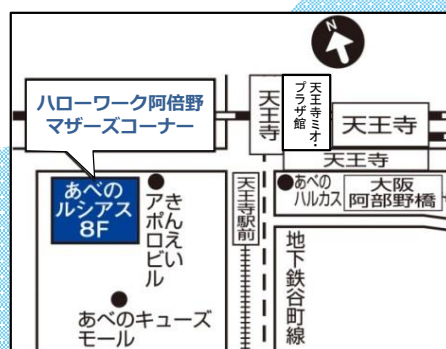 N
ハローワーク阿倍野
マザーズコーナー
天王寺
天王寺ミオ・
プラザ館
天王寺
天王寺
あべの
ルシアス
8F
きんえい
アポロビル
天王寺駅前
あべの
ハルカス
大阪
阿部野橋
地下鉄谷町線
あべのキューズ
モール